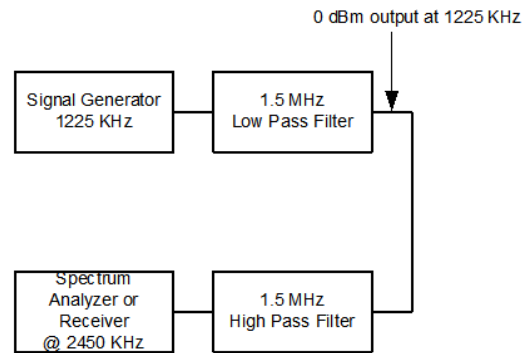 0 dBm output at 1225 KHz
Signal Generator
1225 KHz
1.5 MHz
Low Pass Filter
Spectrum
Analyzer or
Receiver
@ 2450 KHz
1.5 MHz
High Pass Filter